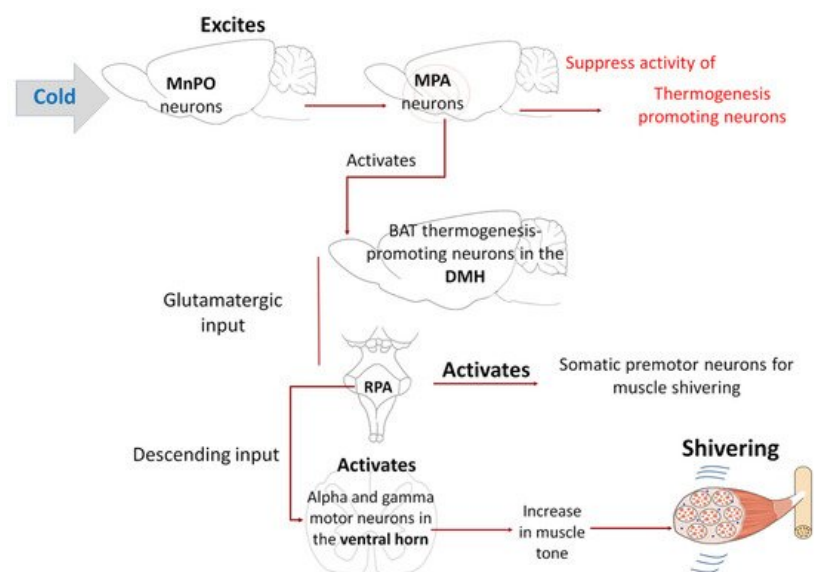 Excites
Cold
MnPO
neurons
MPA
neurons
Suppress activity of
Thermogenesis
promoting neurons
Activates
BAT thermogenesis-
promoting neurons in the
DMH
Glutamatergic
input
RPA
Activates
Somatic premotor neurons for
muscle shivering
Descending input
Activates
Alpha and gamma
motor neurons in
the ventral horn
Increase
in muscle
tone
Shivering